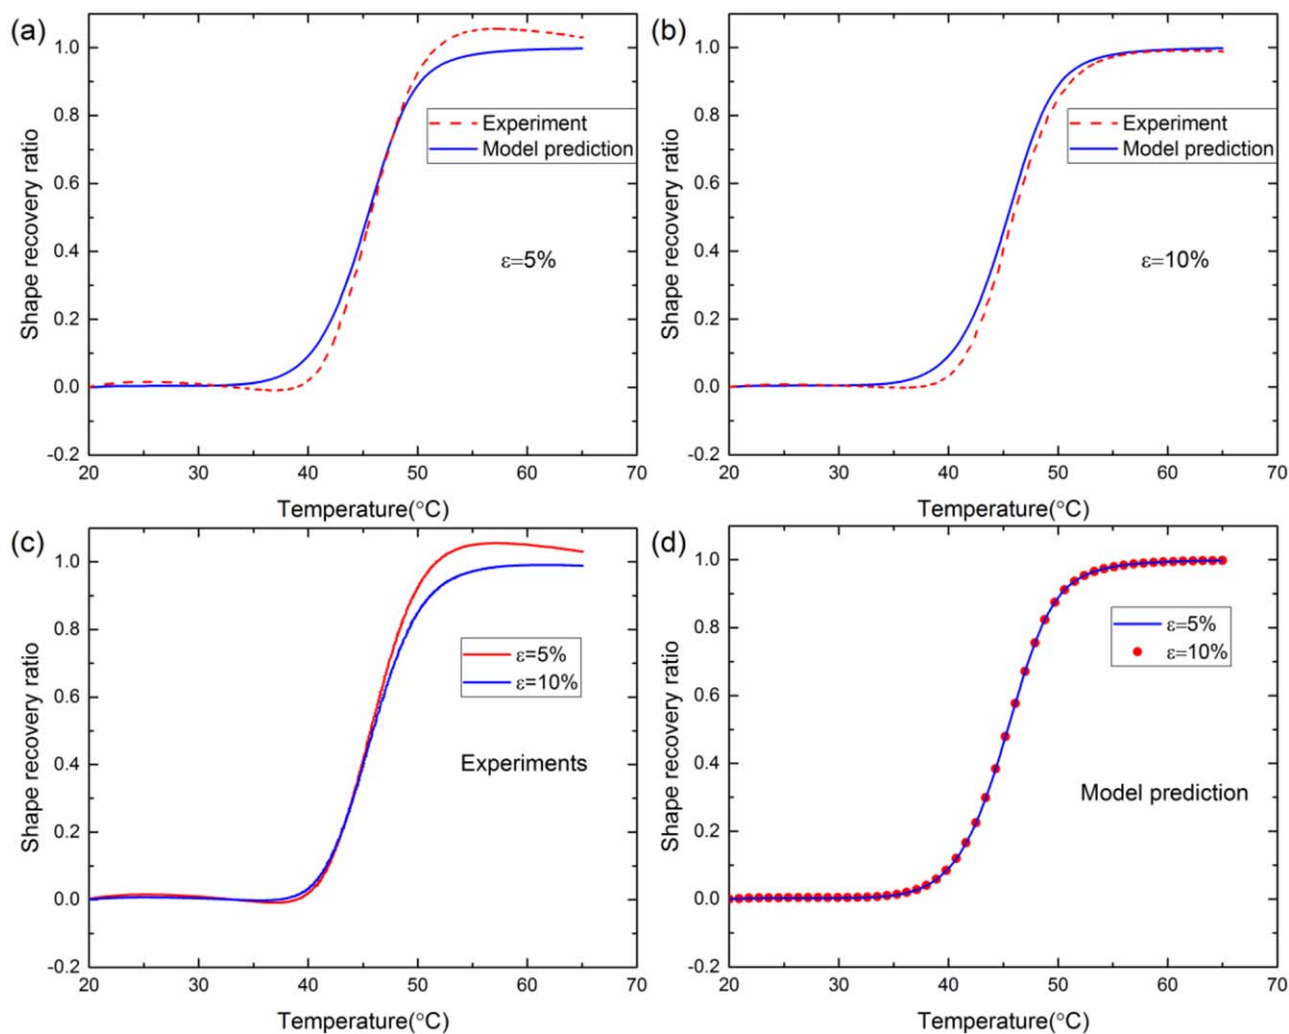 (a)
1.0
0.8
0.6
0.4
0.2
0.0
-0.2
Shape recovery ratio
Experiment
Model prediction
ε=5%
20 30 40 50 60 70
Temperature(°C)
(b)
1.0
0.8
0.6
0.4
0.2
0.0
-0.2
Shape recovery ratio
Experiment
Model prediction
ε=10%
20 30 40 50 60 70
Temperature(°C)
(c)
1.0
0.8
0.6
0.4
0.2
0.0
-0.2
Shape recovery ratio
ε=5%
ε=10%
Experiments
20 30 40 50 60 70
Temperature(°C)
(d)
1.0
0.8
0.6
0.4
0.2
0.0
-0.2
Shape recovery ratio
ε=5%
ε=10%
Model prediction
20 30 40 50 60 70
Temperature(°C)